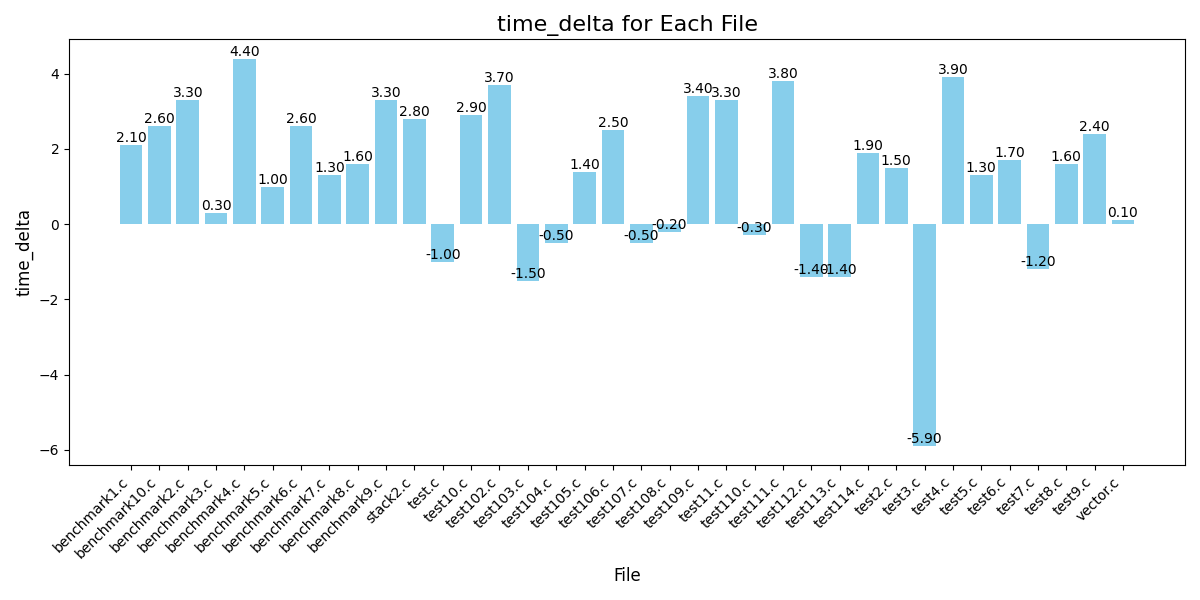 time_delta for Each File
time_delta
4
2
0
−2
−4
−6
2.10
2.60
3.30
0.30
4.40
1.00
2.60
1.30
1.60
3.30
2.80
-1.00
2.90
3.70
-1.50
-0.50
1.40
2.50
-0.50
-0.20
3.40
3.30
-0.30
3.80
-1.40
-1.40
1.90
1.50
-5.90
3.90
1.30
1.70
-1.20
1.60
2.40
0.10
benchmark1.c
benchmark10.c
benchmark2.c
benchmark3.c
benchmark4.c
benchmark5.c
benchmark6.c
benchmark7.c
benchmark8.c
benchmark9.c
stack2.c
test.c
test10.c
test102.c
test103.c
test104.c
test105.c
test106.c
test107.c
test108.c
test109.c
test11.c
test110.c
test111.c
test112.c
test113.c
test114.c
test2.c
test3.c
test4.c
test5.c
test6.c
test7.c
test8.c
test9.c
vector.c
File